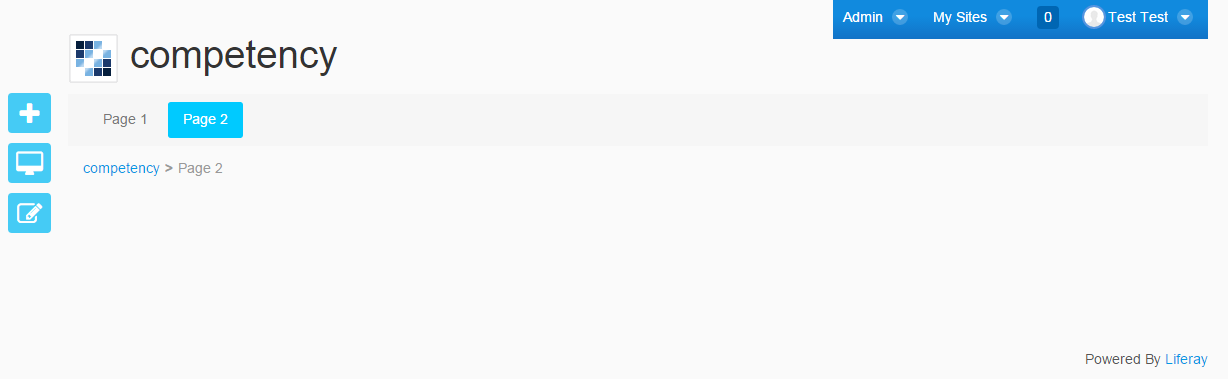 Admin My Sites 0 Test Test
competency
Page 1 Page 2
competency > Page 2
Powered By Liferay